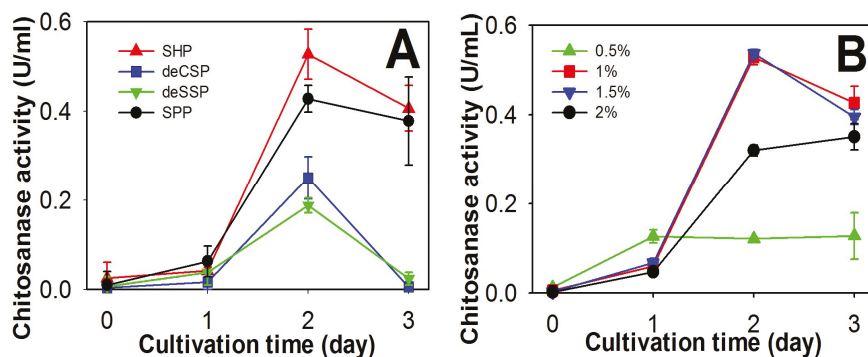 A
Chitosanase activity (U/ml)
0.6
0.4
0.2
0.0
SHP
deCSP
deSSP
SPP
0 1 2 3
Cultivation time (day)
B
Chitosanase activity (U/mL)
0.6
0.4
0.2
0.0
0.5%
1%
1.5%
2%
0 1 2 3
Cultivation time (day)